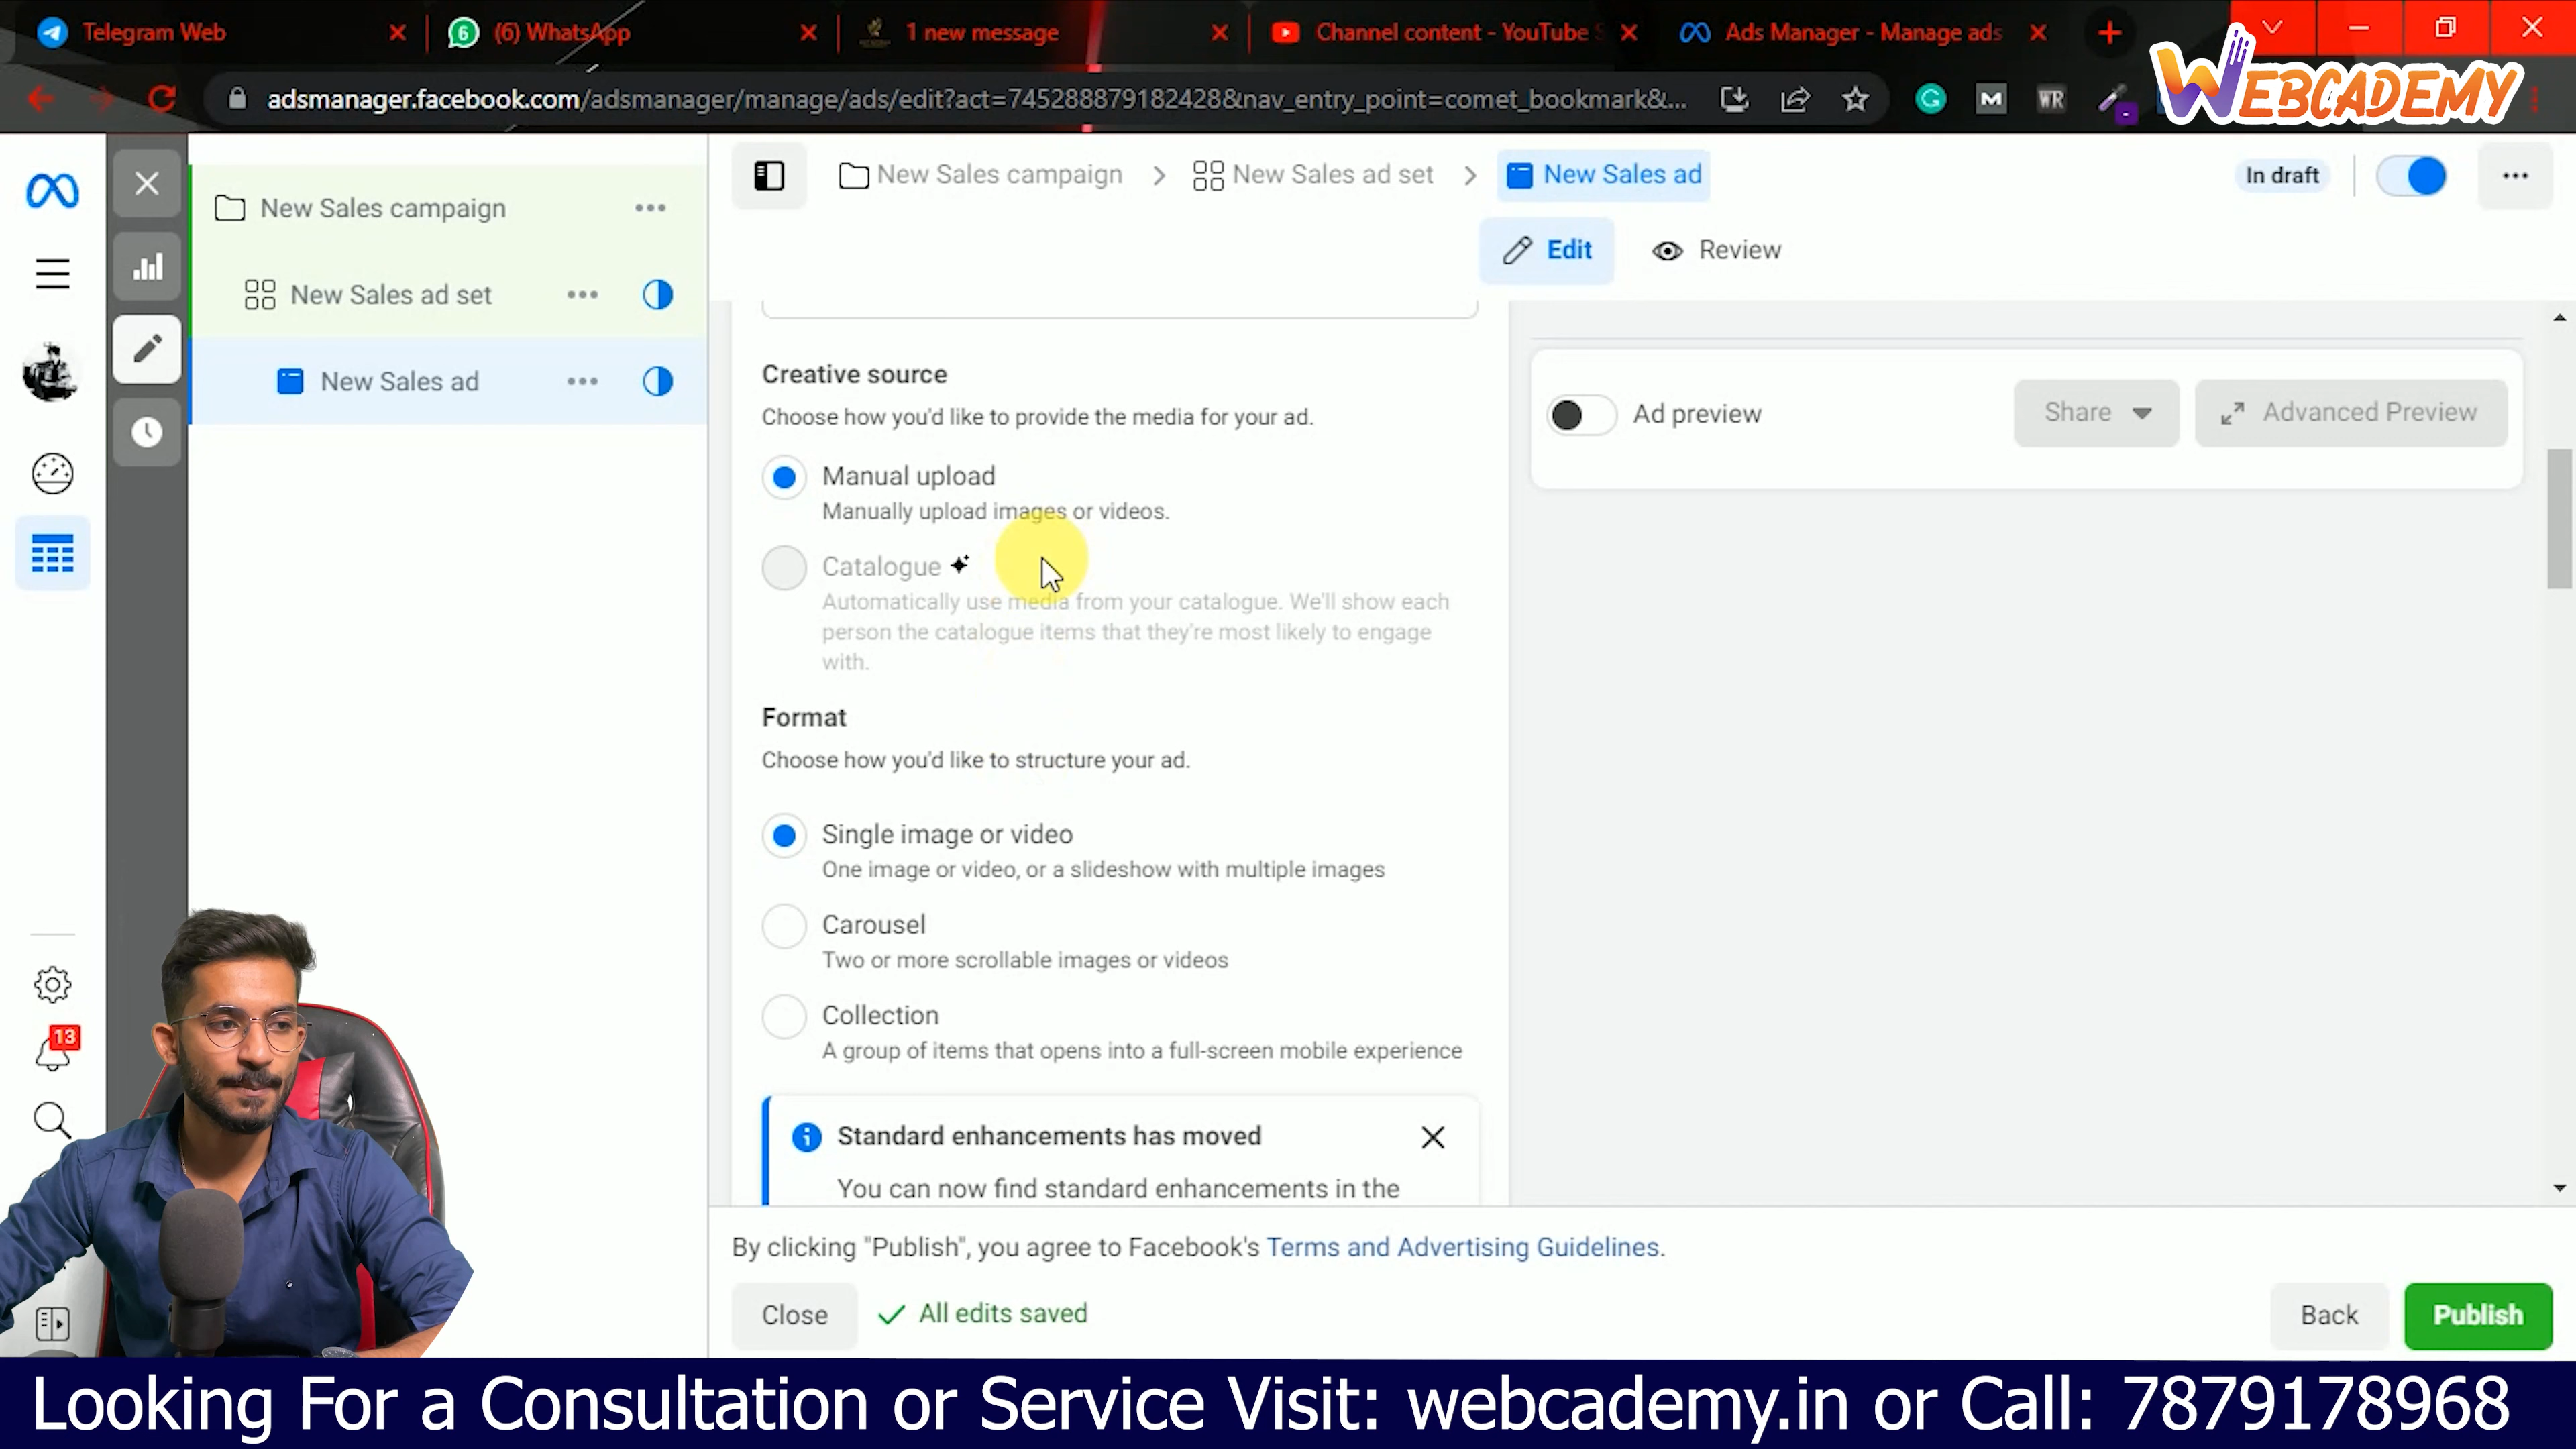 Telegram Web
6
(6) WhatsApp
1 new message
Channel content - YouTube S
Ads Manager - Manage ads
adsmanager.facebook.com/adsmanager/manage/ads/edit?act=745288879182428&nav_entry_point=comet_bookmark&...
G
M
WR
WEBCADEMY
New Sales campaign
New Sales ad set
New Sales ad
New Sales campaign
New Sales ad set
New Sales ad
In draft
Edit
Review
Creative source
Choose how you'd like to provide the media for your ad.
Manual upload
Manually upload images or videos.
Catalogue
Automatically use media from your catalogue. We'll show each
person the catalogue items that they're most likely to engage
with.
Format
Choose how you'd like to structure your ad.
Single image or video
One image or video, or a slideshow with multiple images
Carousel
Two or more scrollable images or videos
Collection
A group of items that opens into a full-screen mobile experience
Standard enhancements has moved
You can now find standard enhancements in the
Ad preview
Share
Advanced Preview
13
By clicking "Publish", you agree to Facebook's Terms and Advertising Guidelines.
Close
All edits saved
Back
Publish
Looking For a Consultation or Service Visit: webcademy.in or Call: 7879178968